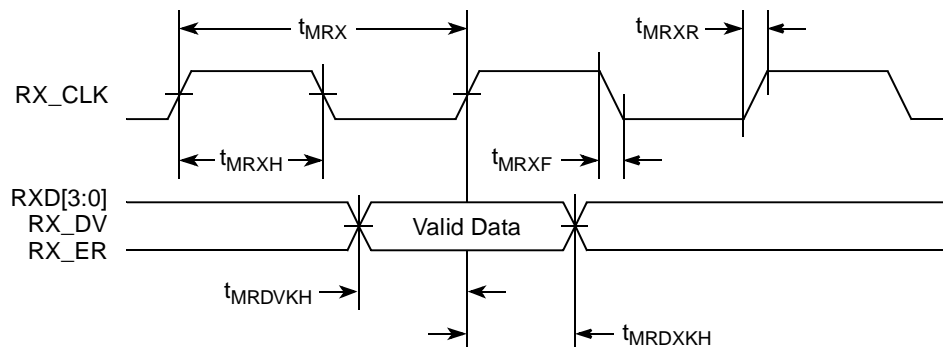 tMRX
tMRXR
RX_CLK
tMRXH
tMRXF
RXD[3:0]
RX_DV
Valid Data
RX_ER
tMRDVKH
tMRDXKH